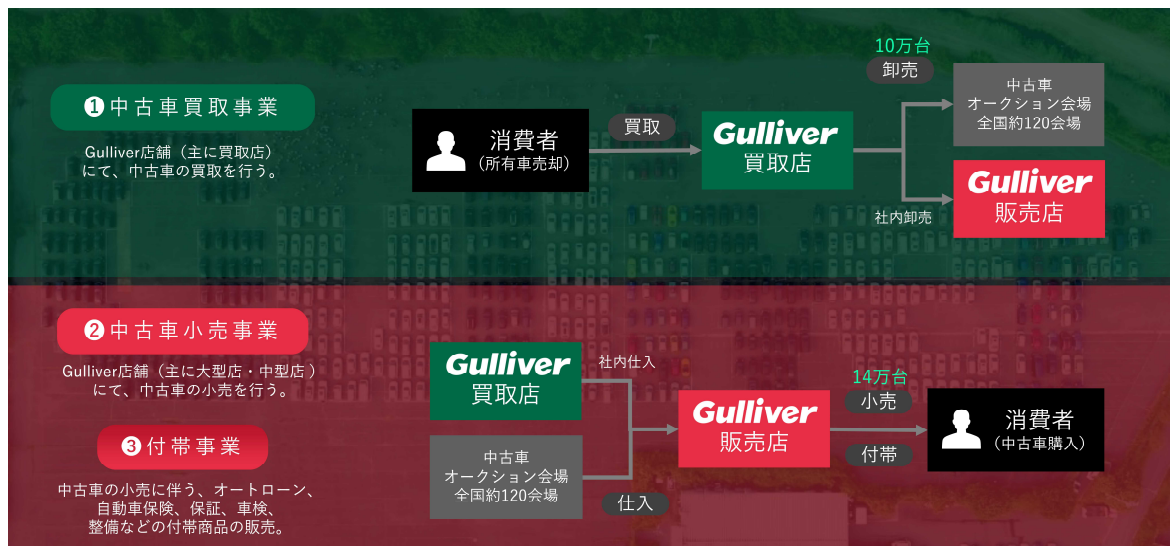 ❶中古車買取事業
Gulliver店舗（主に買取店）
にて、中古車の買取を行う。
消費者
（所有車売却）
買取
Gulliver
買取店
10万台
卸売
中古車
オークション会場
全国約120会場
社内卸売
Gulliver
販売店
❷中古車小売事業
Gulliver店舗（主に大型店・中型店）
にて、中古車の小売を行う。
❸付帯事業
中古車の小売に伴う、オートローン、
自動車保険、保証、車検、
整備などの付帯商品の販売。
Gulliver
買取店
社内仕入
中古車
オークション会場
全国約120会場
仕入
Gulliver
販売店
14万台
小売
付帯
消費者
（中古車購入）